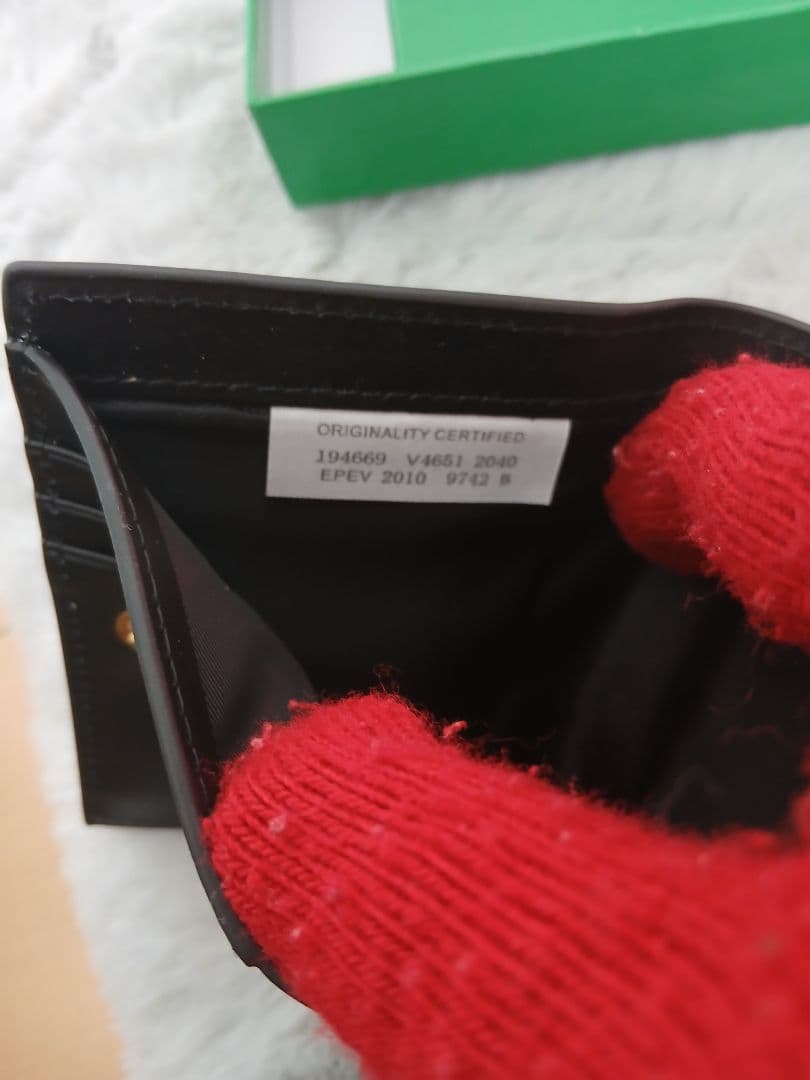 ORIGINALITY CERTIFIED
194669 V4651 2040
EPEV 2010 9742 B